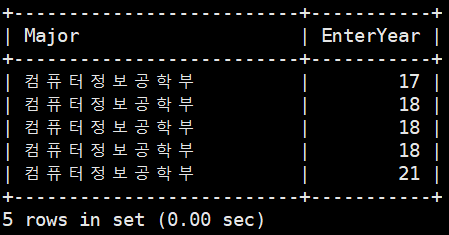 +---------------------------+-----------+
| Major                     | EnterYear |
+---------------------------+-----------+
| 컴퓨터정보공학부          |        17 |
| 컴퓨터정보공학부          |        18 |
| 컴퓨터정보공학부          |        18 |
| 컴퓨터정보공학부          |        18 |
| 컴퓨터정보공학부          |        21 |
+---------------------------+-----------+
5 rows in set (0.00 sec)